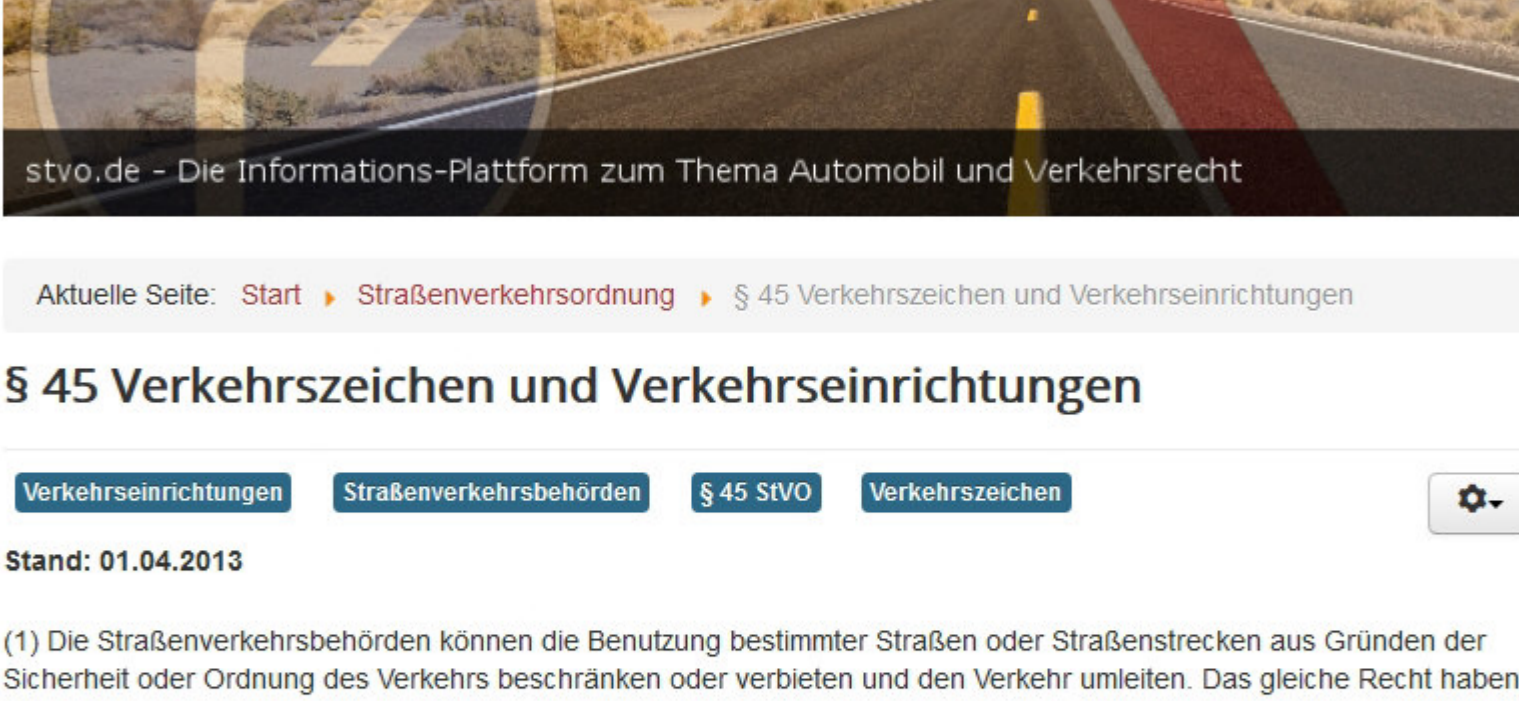 stvo.de – Die Informations-Plattform zum Thema Automobil und Verkehrsrecht
Aktuelle Seite: Start Straßenverkehrsordnung § 45 Verkehrszeichen und Verkehrseinrichtungen
§ 45 Verkehrszeichen und Verkehrseinrichtungen
Verkehrseinrichtungen Straßenverkehrsbehörden § 45 StVO Verkehrszeichen
Stand: 01.04.2013
(1) Die Straßenverkehrsbehörden können die Benutzung bestimmter Straßen oder Straßenstrecken aus Gründen der
Sicherheit oder Ordnung des Verkehrs beschränken oder verbieten und den Verkehr umleiten. Das gleiche Recht haben